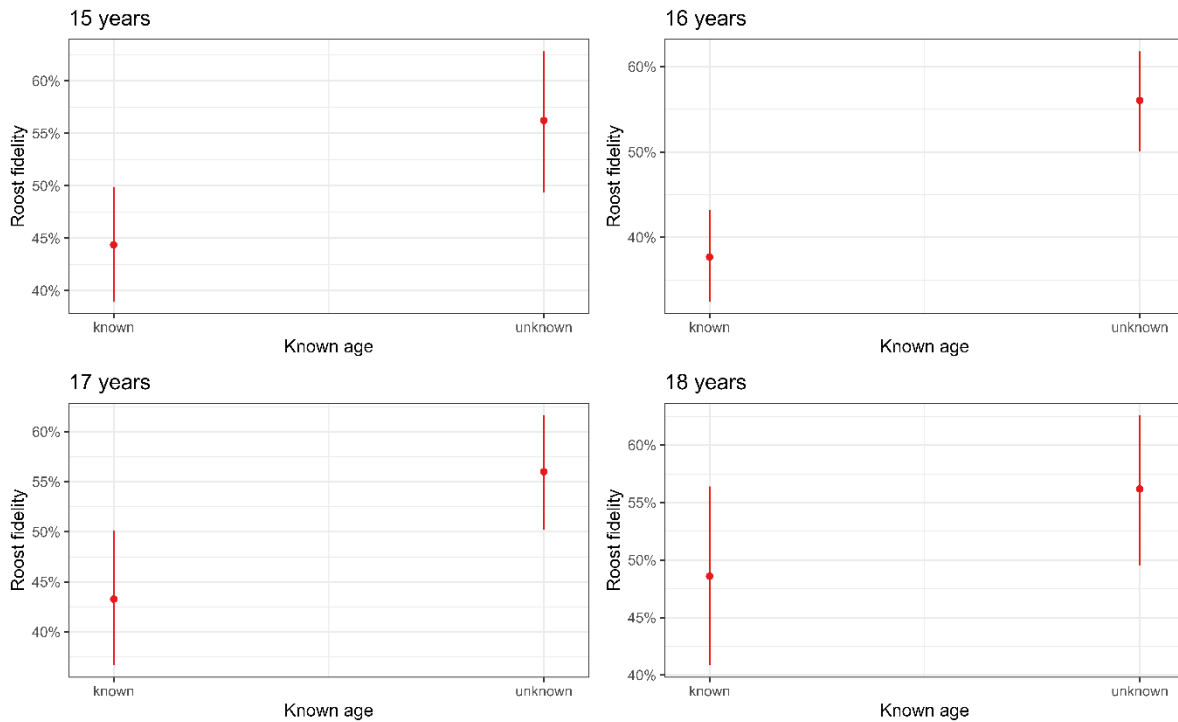 15 years
60%
55%
50%
45%
40%
Roost fidelity
known
unknown
Known age
16 years
60%
50%
40%
Roost fidelity
known
unknown
Known age
17 years
60%
55%
50%
45%
40%
Roost fidelity
known
unknown
Known age
18 years
60%
55%
50%
45%
40%
Roost fidelity
known
unknown
Known age